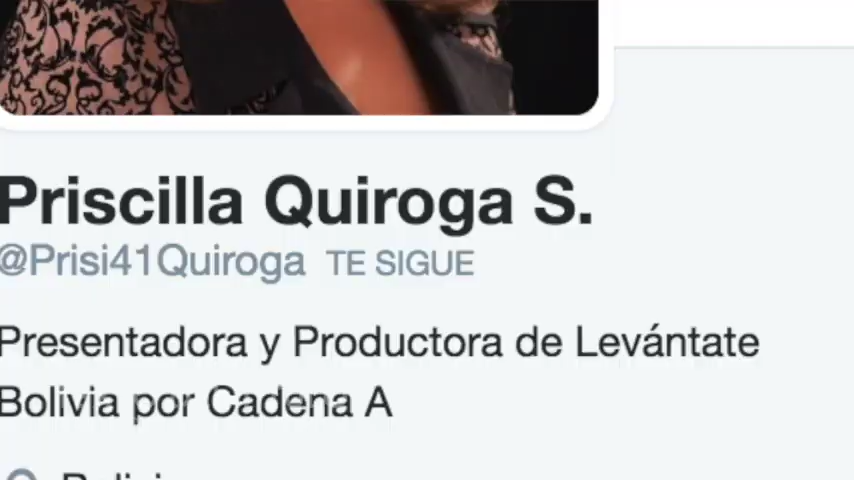 Priscilla Quiroga S.
@Prisi41Quiroga TE SIGUE
Presentadora y Productora de Levántate
Bolivia por Cadena A